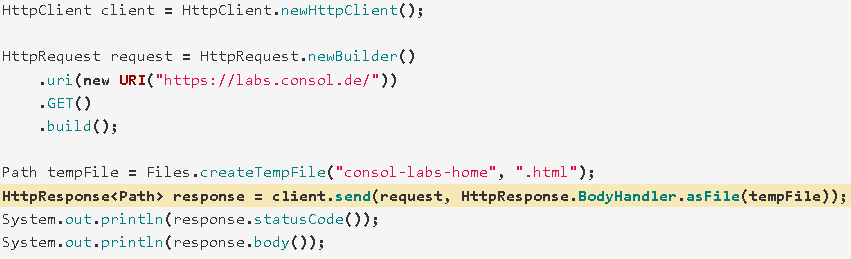 HttpClient client = HttpClient.newHttpClient();
HttpRequest request = HttpRequest.newBuilder()
.uri(new URI("https://labs.consol.de/"))
.GET()
.build();
Path tempFile = Files.createTempFile("consol-labs-home", ".html");
HttpResponse<Path> response = client.send(request, HttpResponse.BodyHandler.asFile(tempFile));
System.out.println(response.statusCode());
System.out.println(response.body());